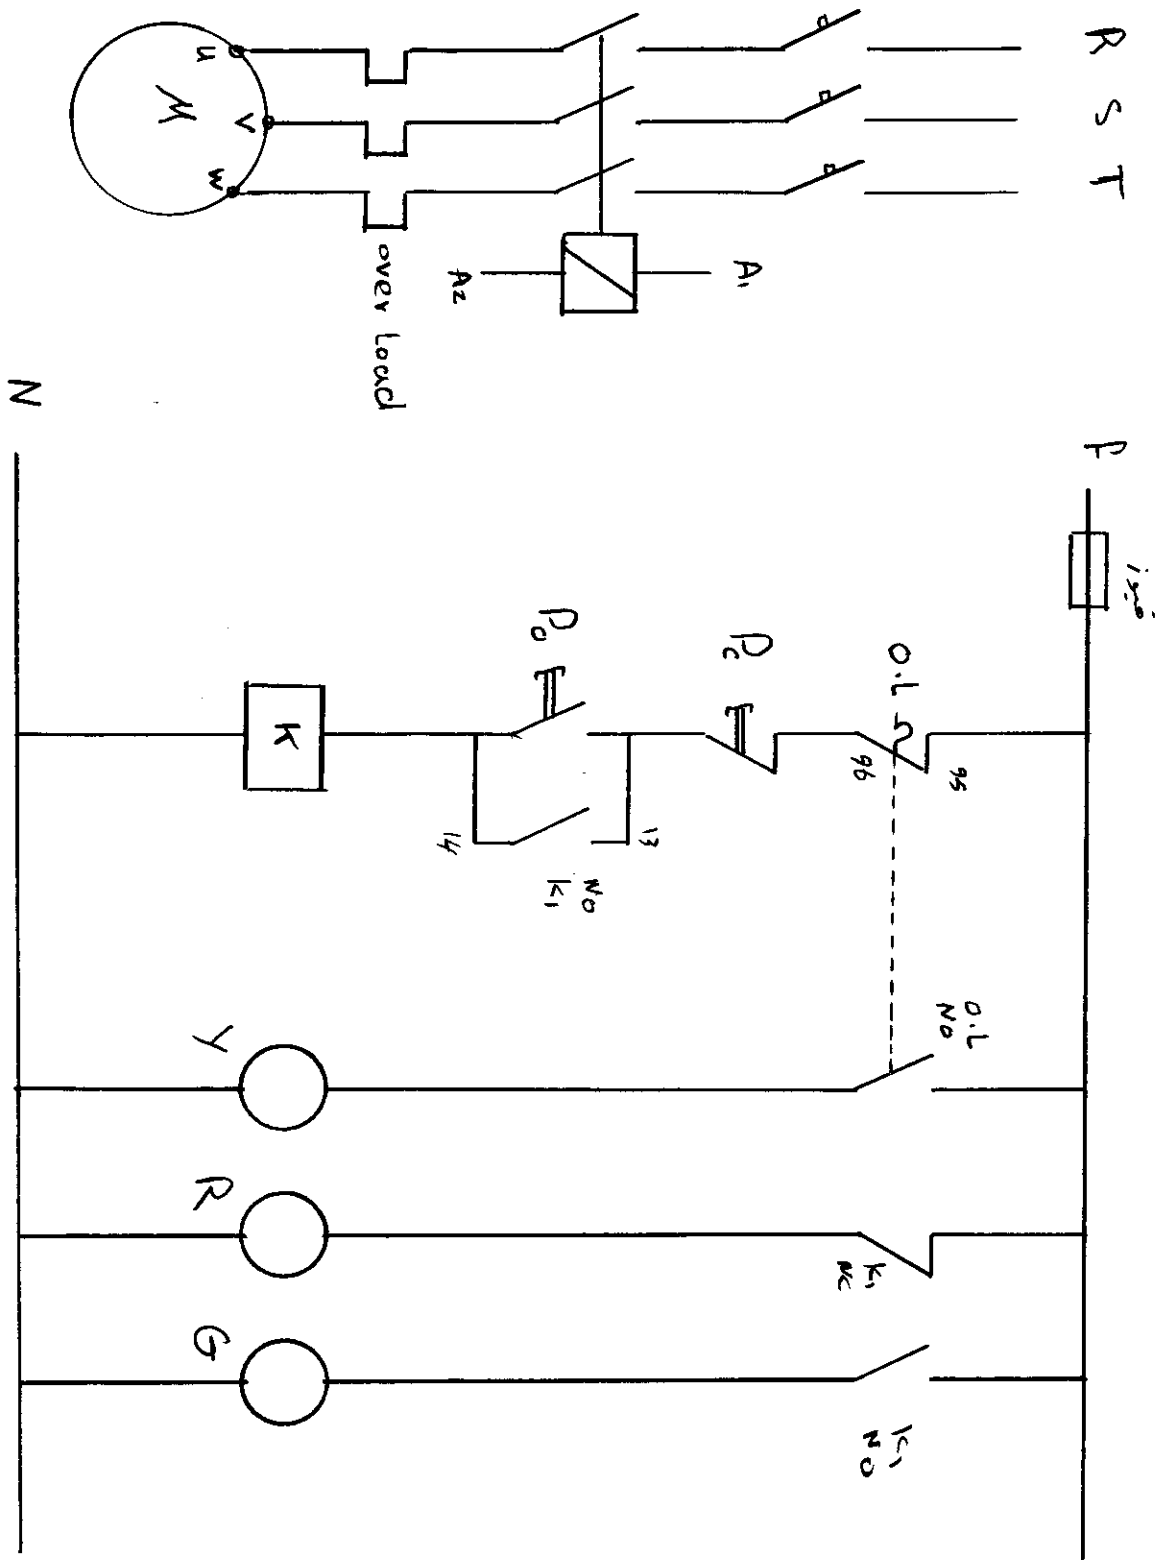 R S T
A1
A2
over Load
u
v
w
M
P
فيوز
N
O.L
95
96
Pc
Po
13
14
NO
K1
K
O.L
NO
Y
K1
NC
R
K1
NO
G